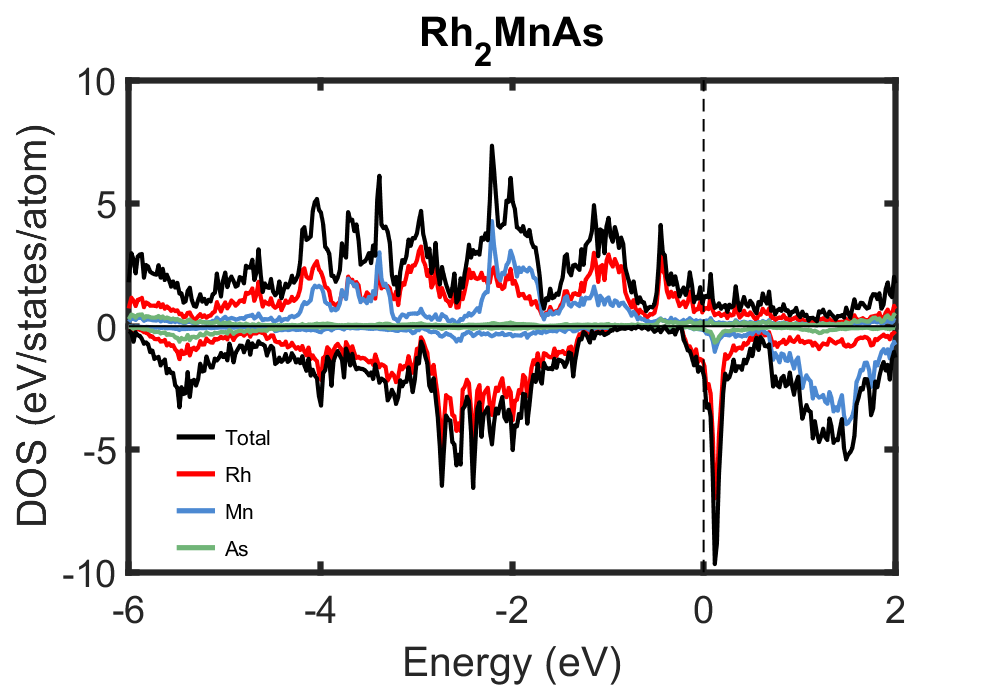 Rh₂MnAs
10
5
0
-5
-10
DOS (eV/states/atom)
Total
Rh
Mn
As
-6 -4 -2 0 2
Energy (eV)